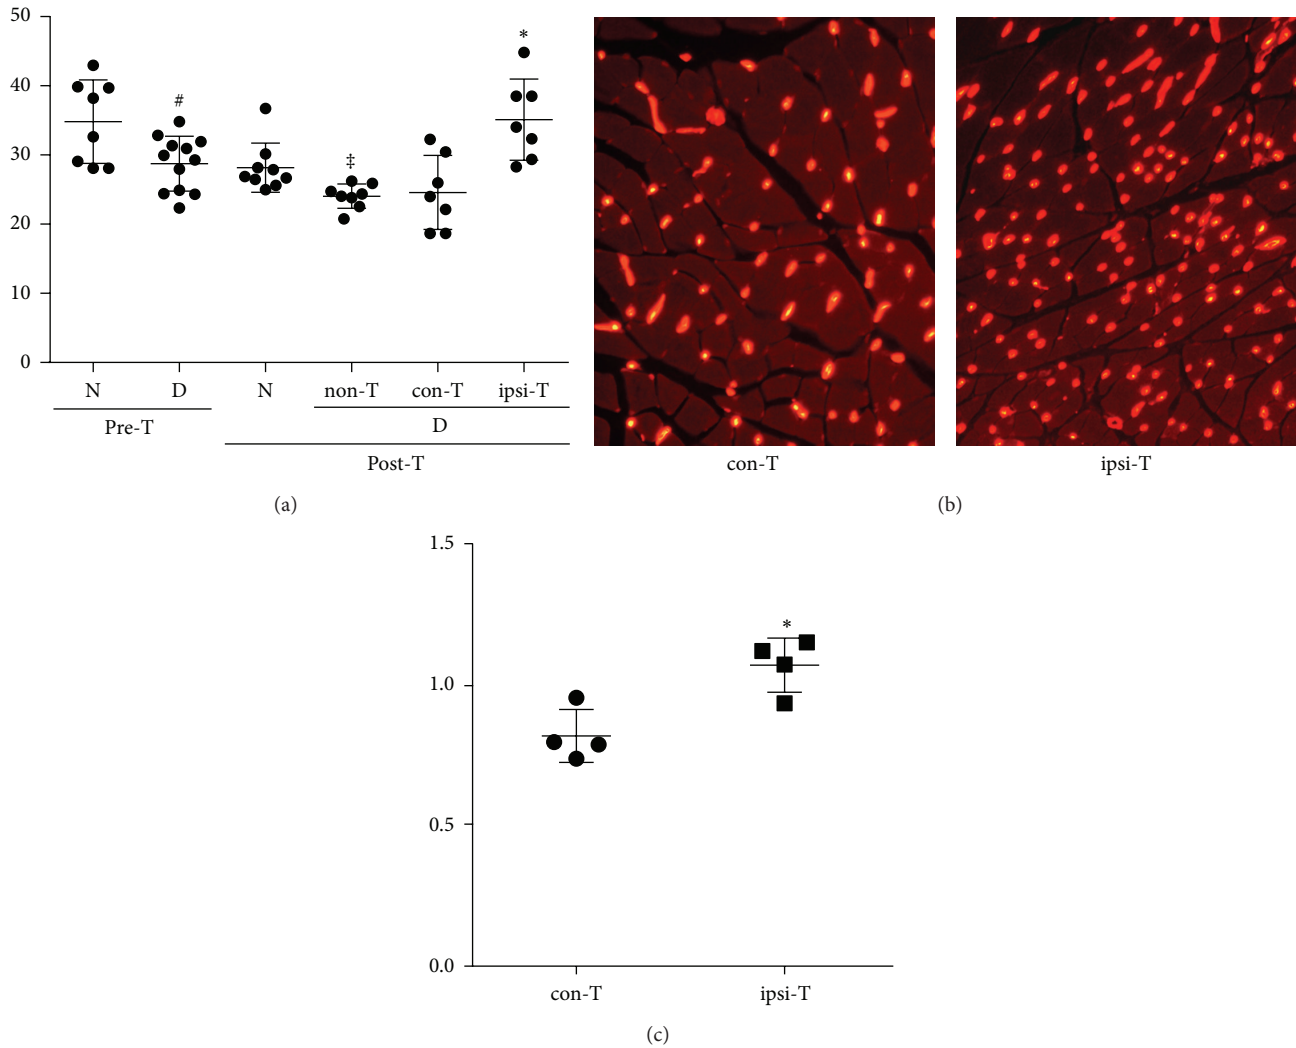 50
40
30
20
10
0
#
‡
*
N
D
N
non-T
con-T
ipsi-T
Pre-T
D
Post-T
(a)
con-T
ipsi-T
(b)
1.5
1.0
0.5
0.0
*
con-T
ipsi-T
(c)